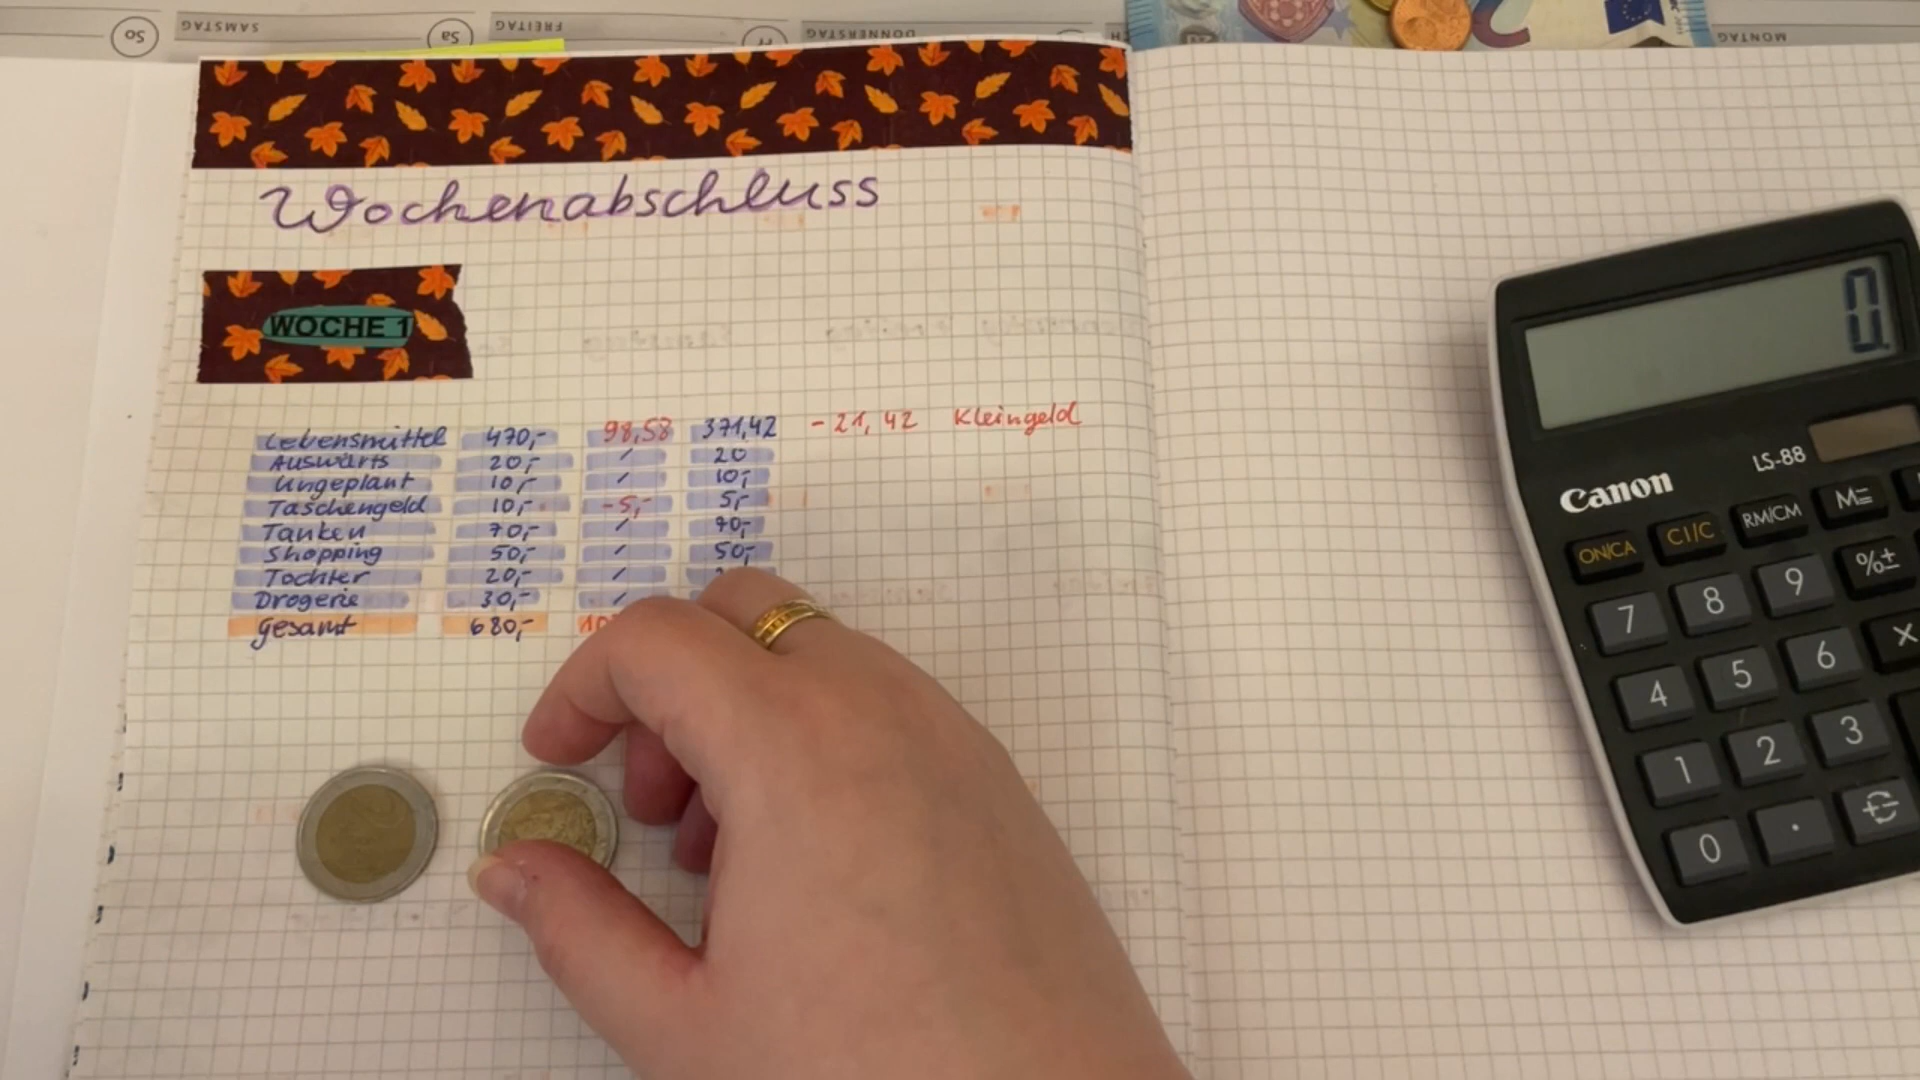 So SAMSTAG Sa FREITAG Fr DONNERSTAG MONTAG
Wochenabschluss
WOCHE 1
Lebensmittel 470,- 98,58 371,42 -21,42 Kleingeld
Auswärts 20,- / 20
Ungeplant 10,- / 10,-
Taschengeld 10,- -5,- 5,-
Tanken 70,- / 70,-
Shopping 50,- / 50,-
Tochter 20,- /
Drogerie 30,- /
gesamt 680,-
0
Canon LS-88
ON/CA CI/C RM/CM M=
7 8 9 %±
4 5 6 ×
1 2 3
0 .